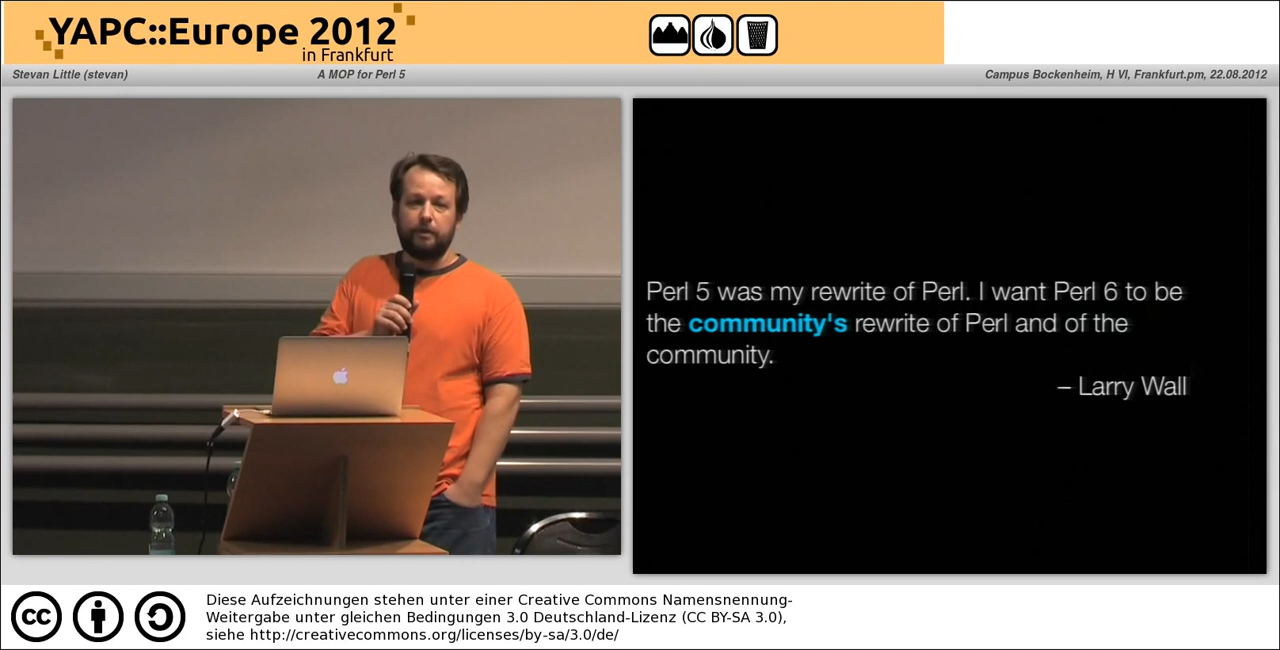 YAPC::Europe 2012
in Frankfurt
Stevan Little (stevan)
A MOP for Perl 5
Campus Bockenheim, H VI, Frankfurt.pm, 22.08.2012
Perl 5 was my rewrite of Perl. I want Perl 6 to be
the community's rewrite of Perl and of the
community.
– Larry Wall
cc
Diese Aufzeichnungen stehen unter einer Creative Commons Namensnennung-
Weitergabe unter gleichen Bedingungen 3.0 Deutschland-Lizenz (CC BY-SA 3.0),
siehe http://creativecommons.org/licenses/by-sa/3.0/de/